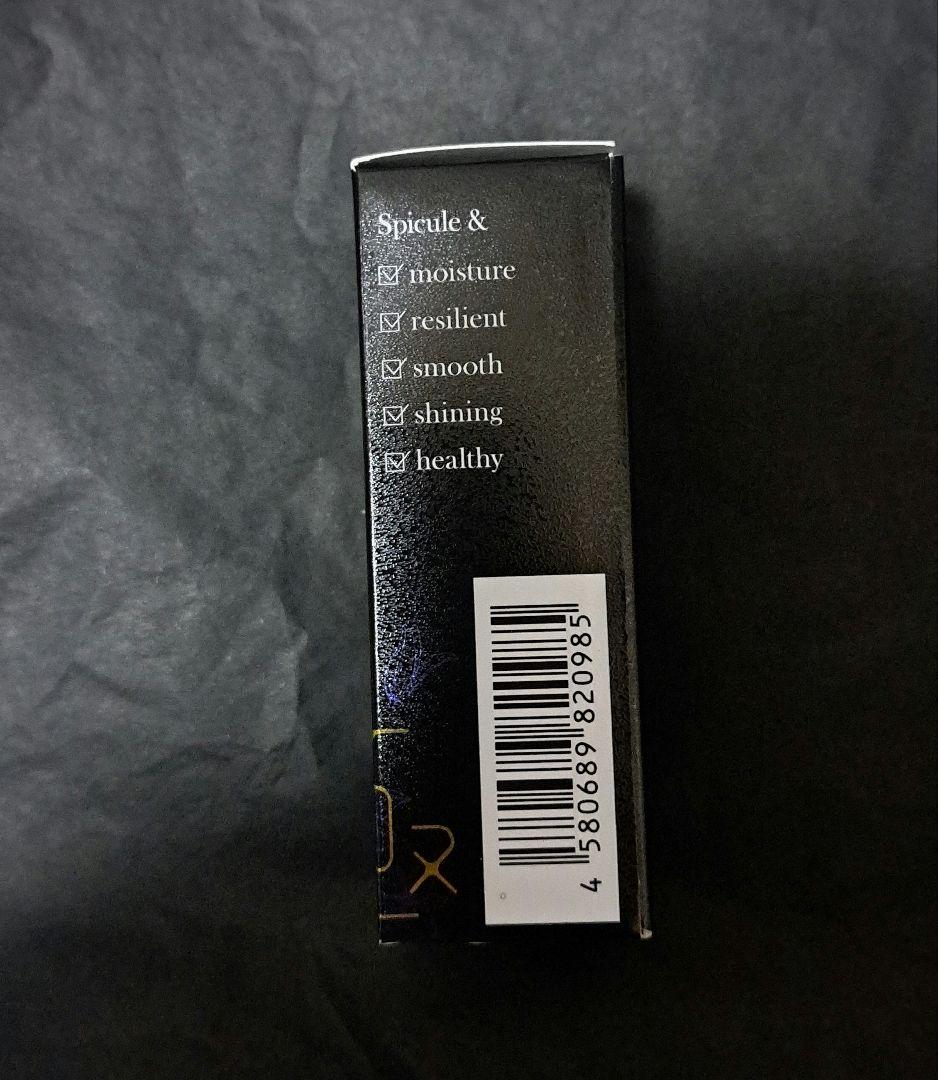 Spicule &
☑ moisture
☑ resilient
☑ smooth
☑ shining
☑ healthy
4 580689 820985